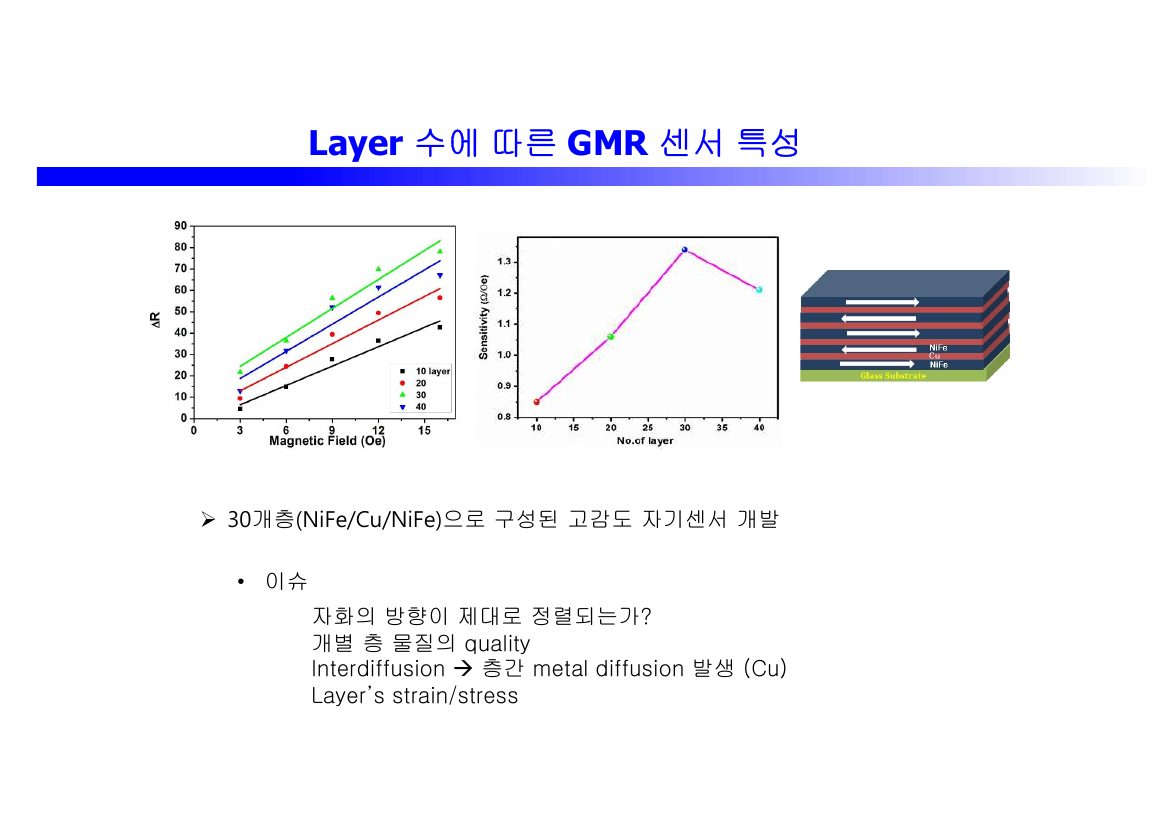 Layer 수에 따른 GMR 센서 특성
90
80
70
60
50
40
30
20
10
0
ΔR
0 3 6 9 12 15
Magnetic Field (Oe)
10 layer
20
30
40
1.3
1.2
1.1
1.0
0.9
0.8
Sensitivity (Ω/Oe)
10 15 20 25 30 35 40
No.of layer
NiFe
Cu
NiFe
Glass Substrate
➢ 30개층(NiFe/Cu/NiFe)으로 구성된 고감도 자기센서 개발
• 이슈
자화의 방향이 제대로 정렬되는가?
개별 층 물질의 quality
Interdiffusion → 층간 metal diffusion 발생 (Cu)
Layer's strain/stress